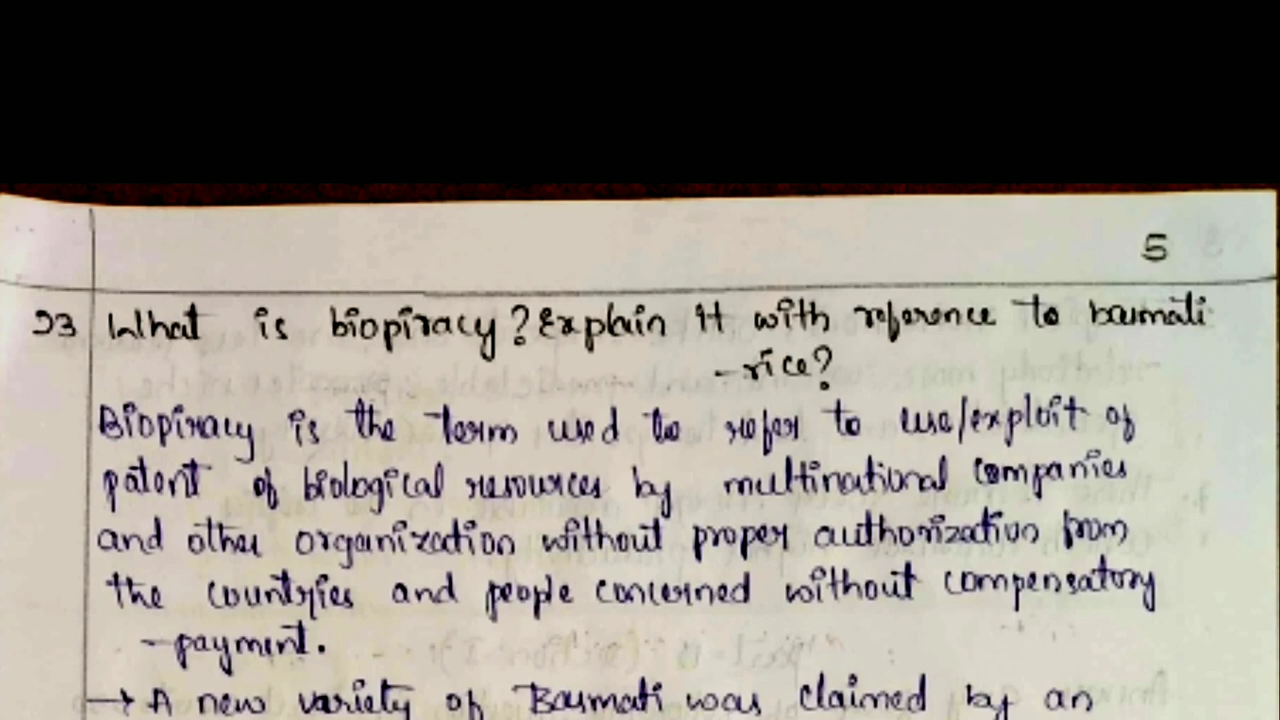 5
23 What is biopiracy? Explain it with reference to basmati
-rice?
Biopiracy is the term used to refer to use/exploit of
patent of biological resources by multinational companies
and other organization without proper authorization from
the countries and people concerned without compensatory
-payment.
→ A new variety of Basmati was claimed by an